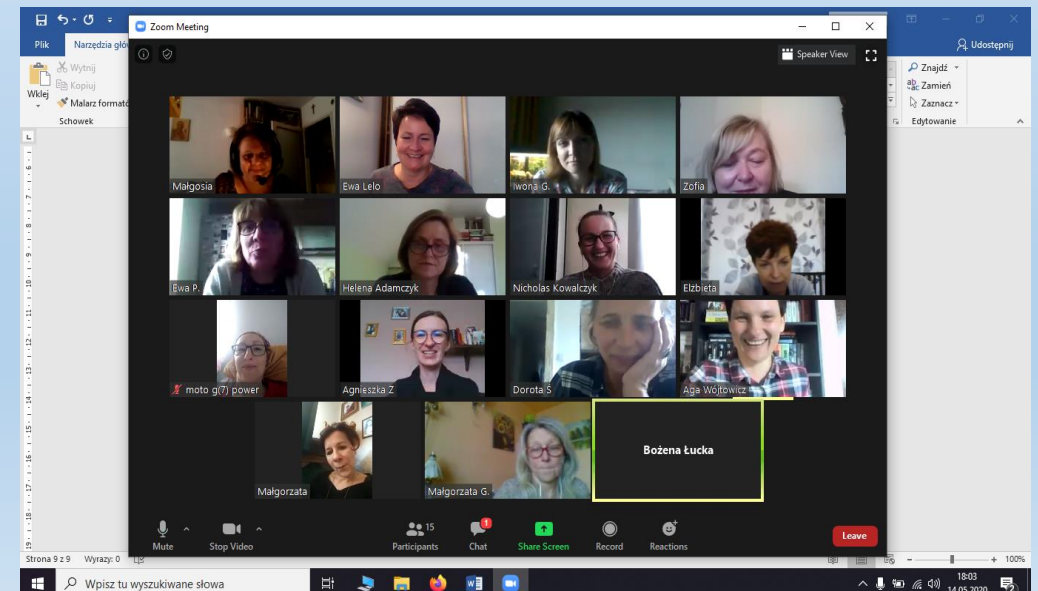 Zoom Meeting
Plik
Narzędzia głów
Udostępnij
Wklej
Wytnij
Kopiuj
Malarz formató
Schowek
Znajdź
Zamień
Zaznacz
Edytowanie
Speaker View
Małgosia
Ewa Lelo
Iwona G.
Zofia
Ewa P.
Helena Adamczyk
Nicholas Kowalczyk
Elżbieta
moto g(7) power
Agnieszka Z
Dorota S
Aga Wójtowicz
Małgorzata
Małgorzata G.
Bożena Łucka
Mute
Stop Video
15
Participants
1
Chat
Share Screen
Record
Reactions
Leave
Strona 9 z 9 Wyrazy: 0
100%
Wpisz tu wyszukiwane słowa
18:03
14.05.2020